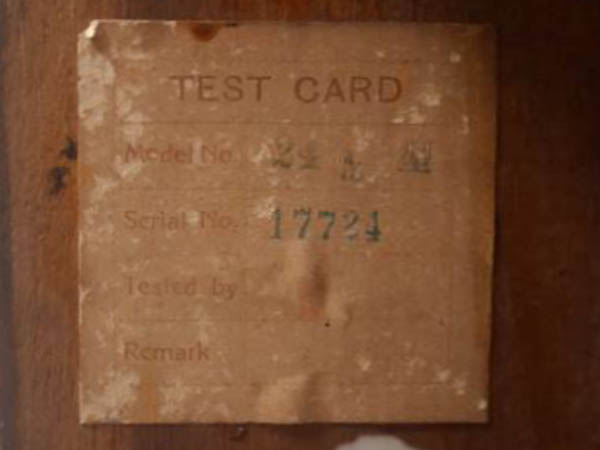 TEST CARD
Model No.
Serial No. 17724
Tested by
Remark